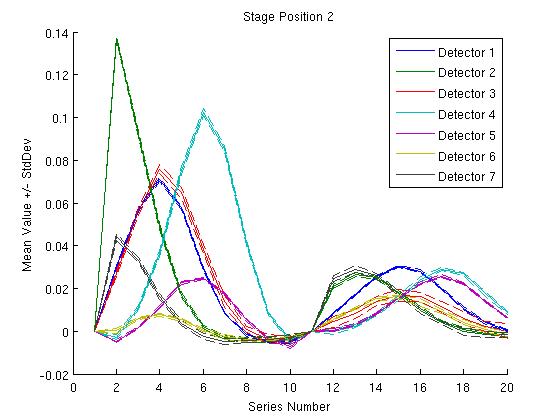 Stage Position 2
0.14
0.12
0.1
0.08
0.06
0.04
0.02
0
-0.02
Mean Value +/- StdDev
Detector 1
Detector 2
Detector 3
Detector 4
Detector 5
Detector 6
Detector 7
0 2 4 6 8 10 12 14 16 18 20
Series Number